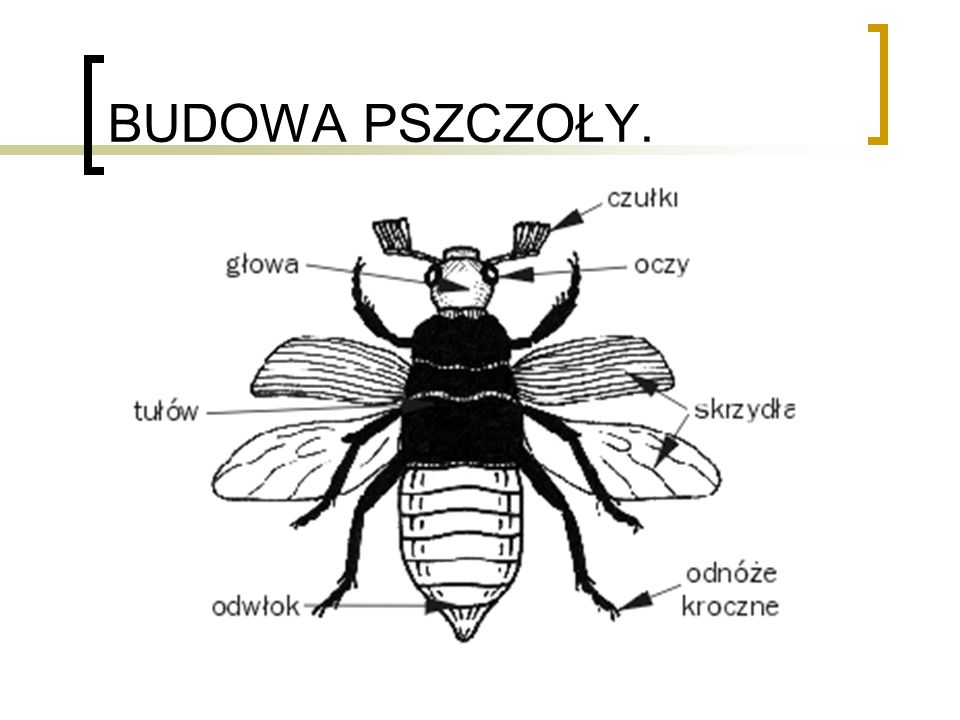 BUDOWA PSZCZOŁY.
czułki
głowa
oczy
tułów
skrzydła
odnóże
kroczne
odwłok